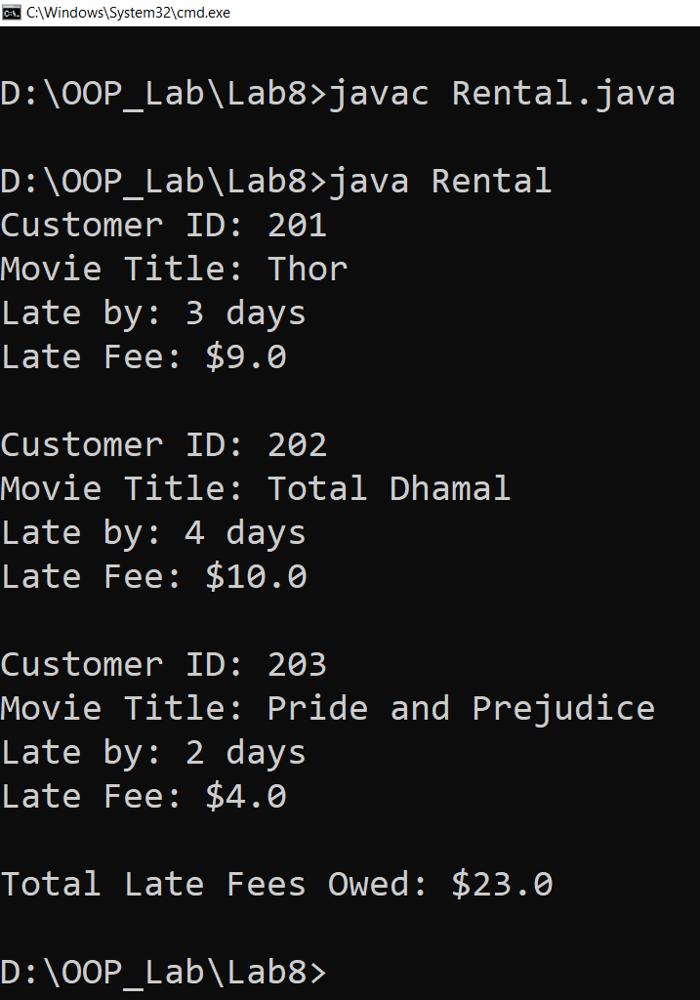 C:\Windows\System32\cmd.exe
D:\OOP_Lab\Lab8>javac Rental.java
D:\OOP_Lab\Lab8>java Rental
Customer ID: 201
Movie Title: Thor
Late by: 3 days
Late Fee: $9.0
Customer ID: 202
Movie Title: Total Dhamal
Late by: 4 days
Late Fee: $10.0
Customer ID: 203
Movie Title: Pride and Prejudice
Late by: 2 days
Late Fee: $4.0
Total Late Fees Owed: $23.0
D:\OOP_Lab\Lab8>